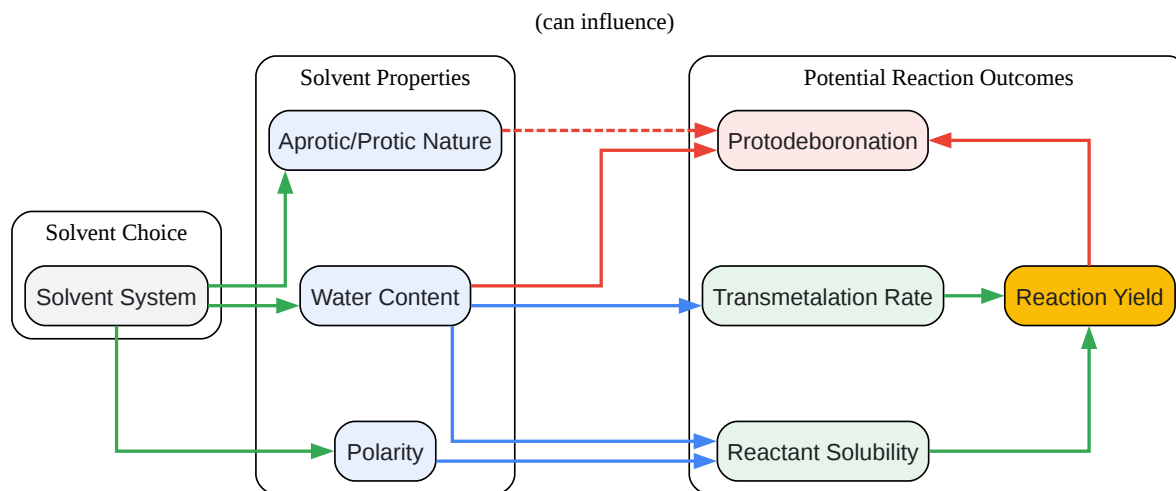 (can influence)
Solvent Properties
Potential Reaction Outcomes
Aprotic/Protic Nature
Protodeboronation
Solvent Choice
Solvent System
Water Content
Transmetalation Rate
Reaction Yield
Polarity
Reactant Solubility